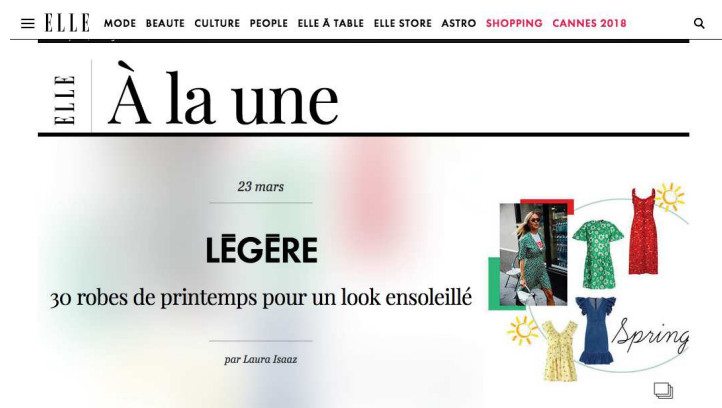 ELLE MODE BEAUTE CULTURE PEOPLE ELLE À TABLE ELLE STORE ASTRO SHOPPING CANNES 2018
ELLE
À la une
23 mars
LĒGĒRE
30 robes de printemps pour un look ensoleillé
par Laura Isaaz
Spring